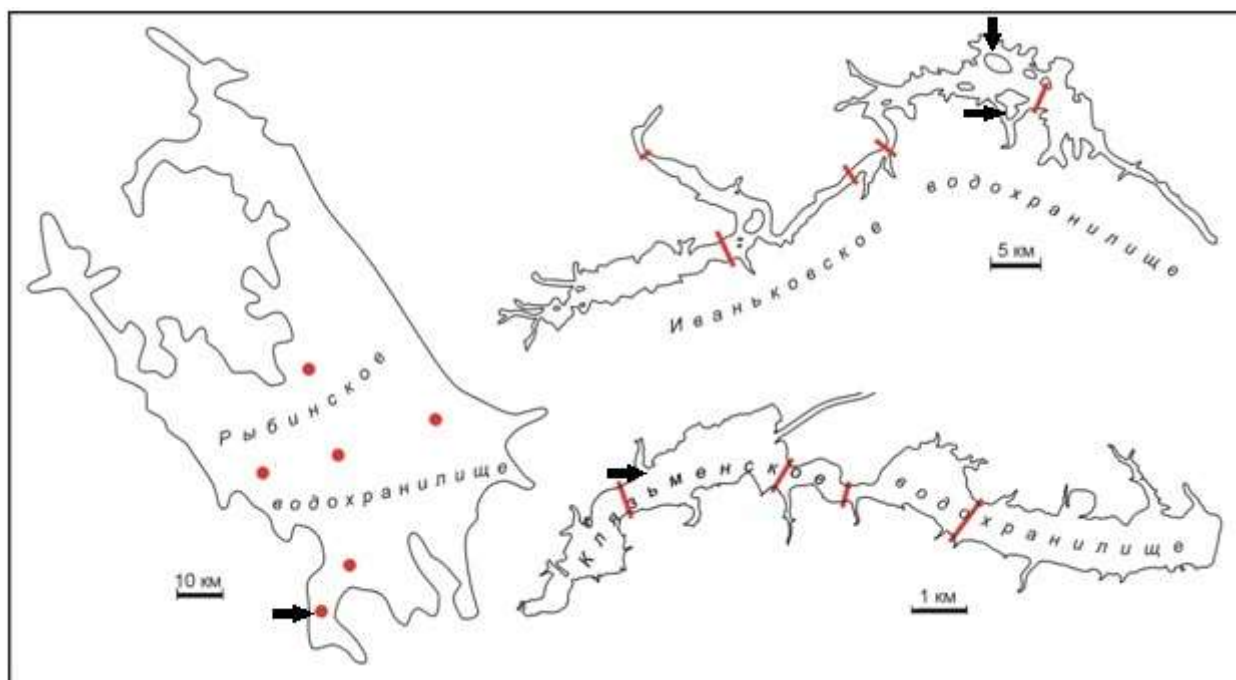 Рыбинское
водохранилище
10 км
Иваньковское
водохранилище
5 км
Клязьменское
водохранилище
1 км